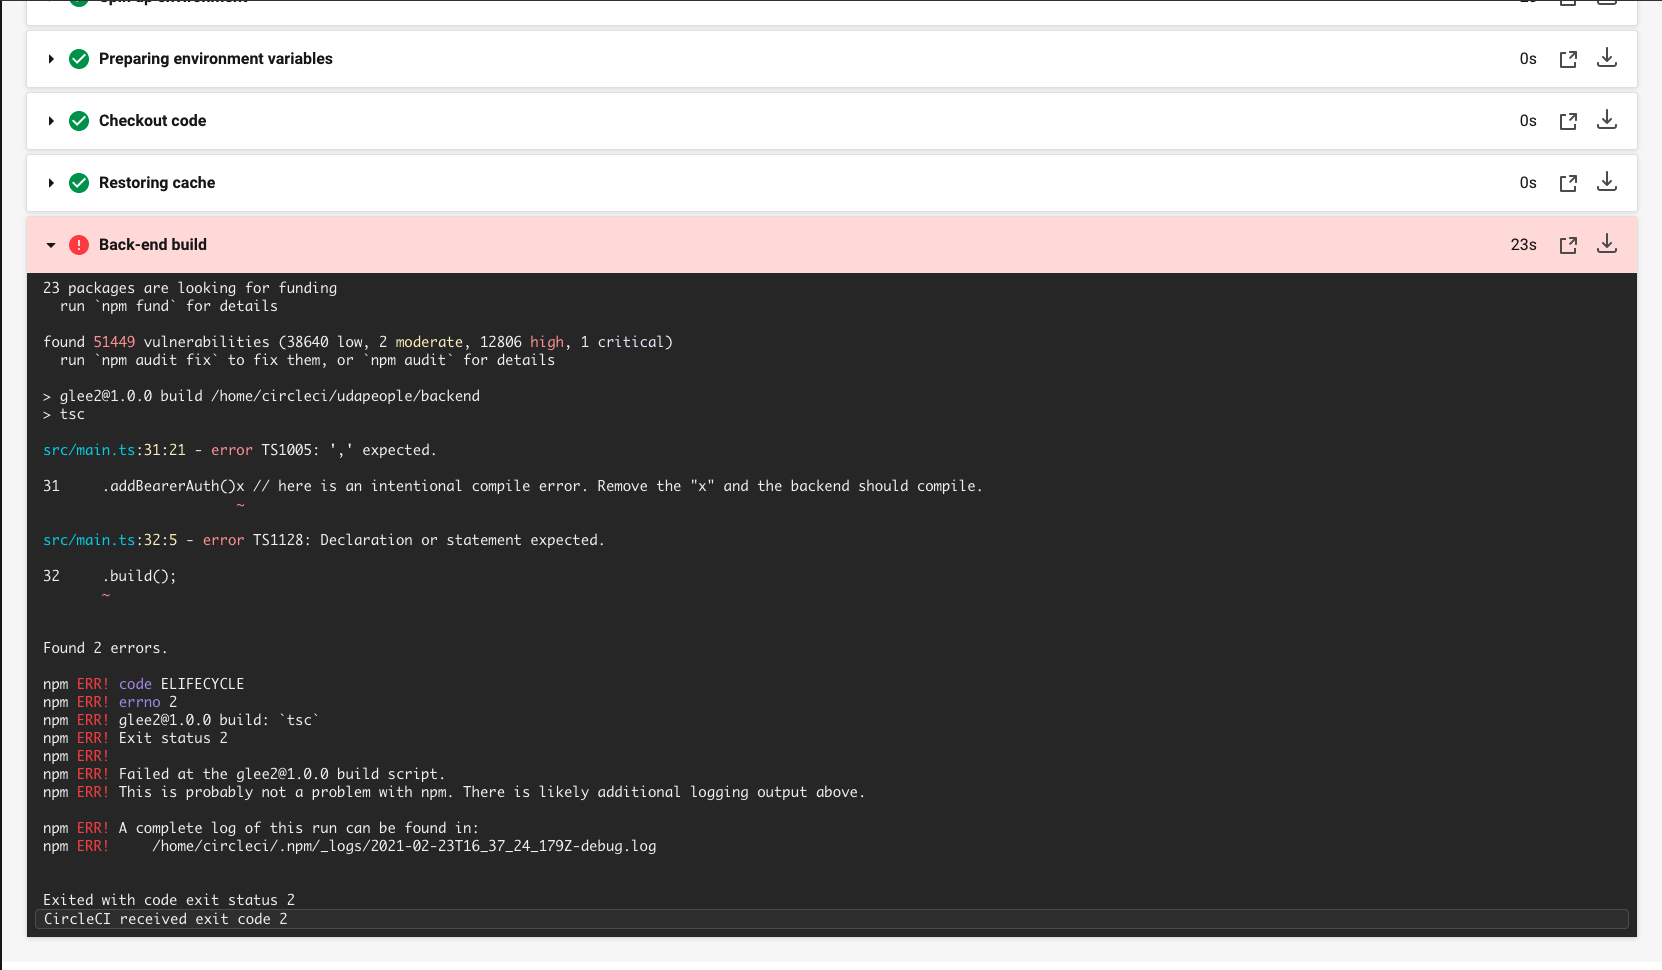 Spin up environment
Preparing environment variables 0s
Checkout code 0s
Restoring cache 0s
Back-end build 23s
23 packages are looking for funding
run `npm fund` for details
found 51449 vulnerabilities (38640 low, 2 moderate, 12806 high, 1 critical)
run `npm audit fix` to fix them, or `npm audit` for details
> glee2@1.0.0 build /home/circleci/udapeople/backend
> tsc
src/main.ts:31:21 - error TS1005: ',' expected.
31 .addBearerAuth()x // here is an intentional compile error. Remove the "x" and the backend should compile.
~
src/main.ts:32:5 - error TS1128: Declaration or statement expected.
32 .build();
~
Found 2 errors.
npm ERR! code ELIFECYCLE
npm ERR! errno 2
npm ERR! glee2@1.0.0 build: `tsc`
npm ERR! Exit status 2
npm ERR!
npm ERR! Failed at the glee2@1.0.0 build script.
npm ERR! This is probably not a problem with npm. There is likely additional logging output above.
npm ERR! A complete log of this run can be found in:
npm ERR! /home/circleci/.npm/_logs/2021-02-23T16_37_24_179Z-debug.log
Exited with code exit status 2
CircleCI received exit code 2